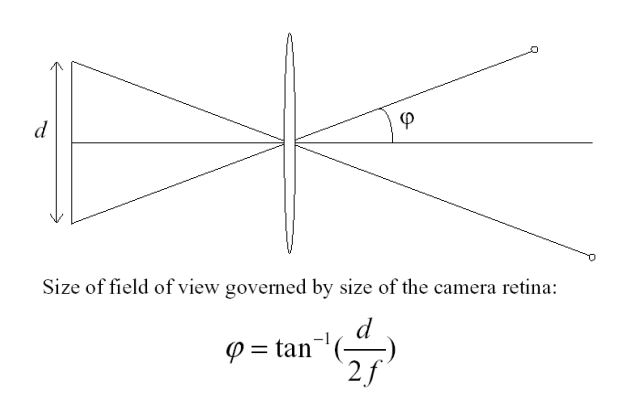 d
φ
Size of field of view governed by size of the camera retina:
φ = tan⁻¹(d/2f)